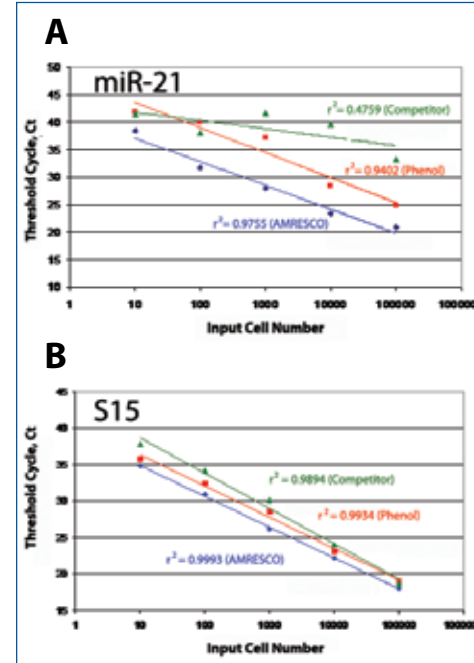 A
miR-21
50
45
40
35
30
25
20
15
10
r²= 0.4759 (Competitor)
r²= 0.9402 (Phenol)
r²= 0.9755 (AMRESCO)
Threshold Cycle, Ct
1 10 100 1000 10000 100000 100000
Input Cell Number
B
S15
45
40
35
30
25
20
15
r² = 0.9894 (Competitor)
r² = 0.9934 (Phenol)
r² = 0.9993 (AMRESCO)
Threshold Cycle, Ct
1 10 100 1000 10000 100000 100000
Input Cell Number